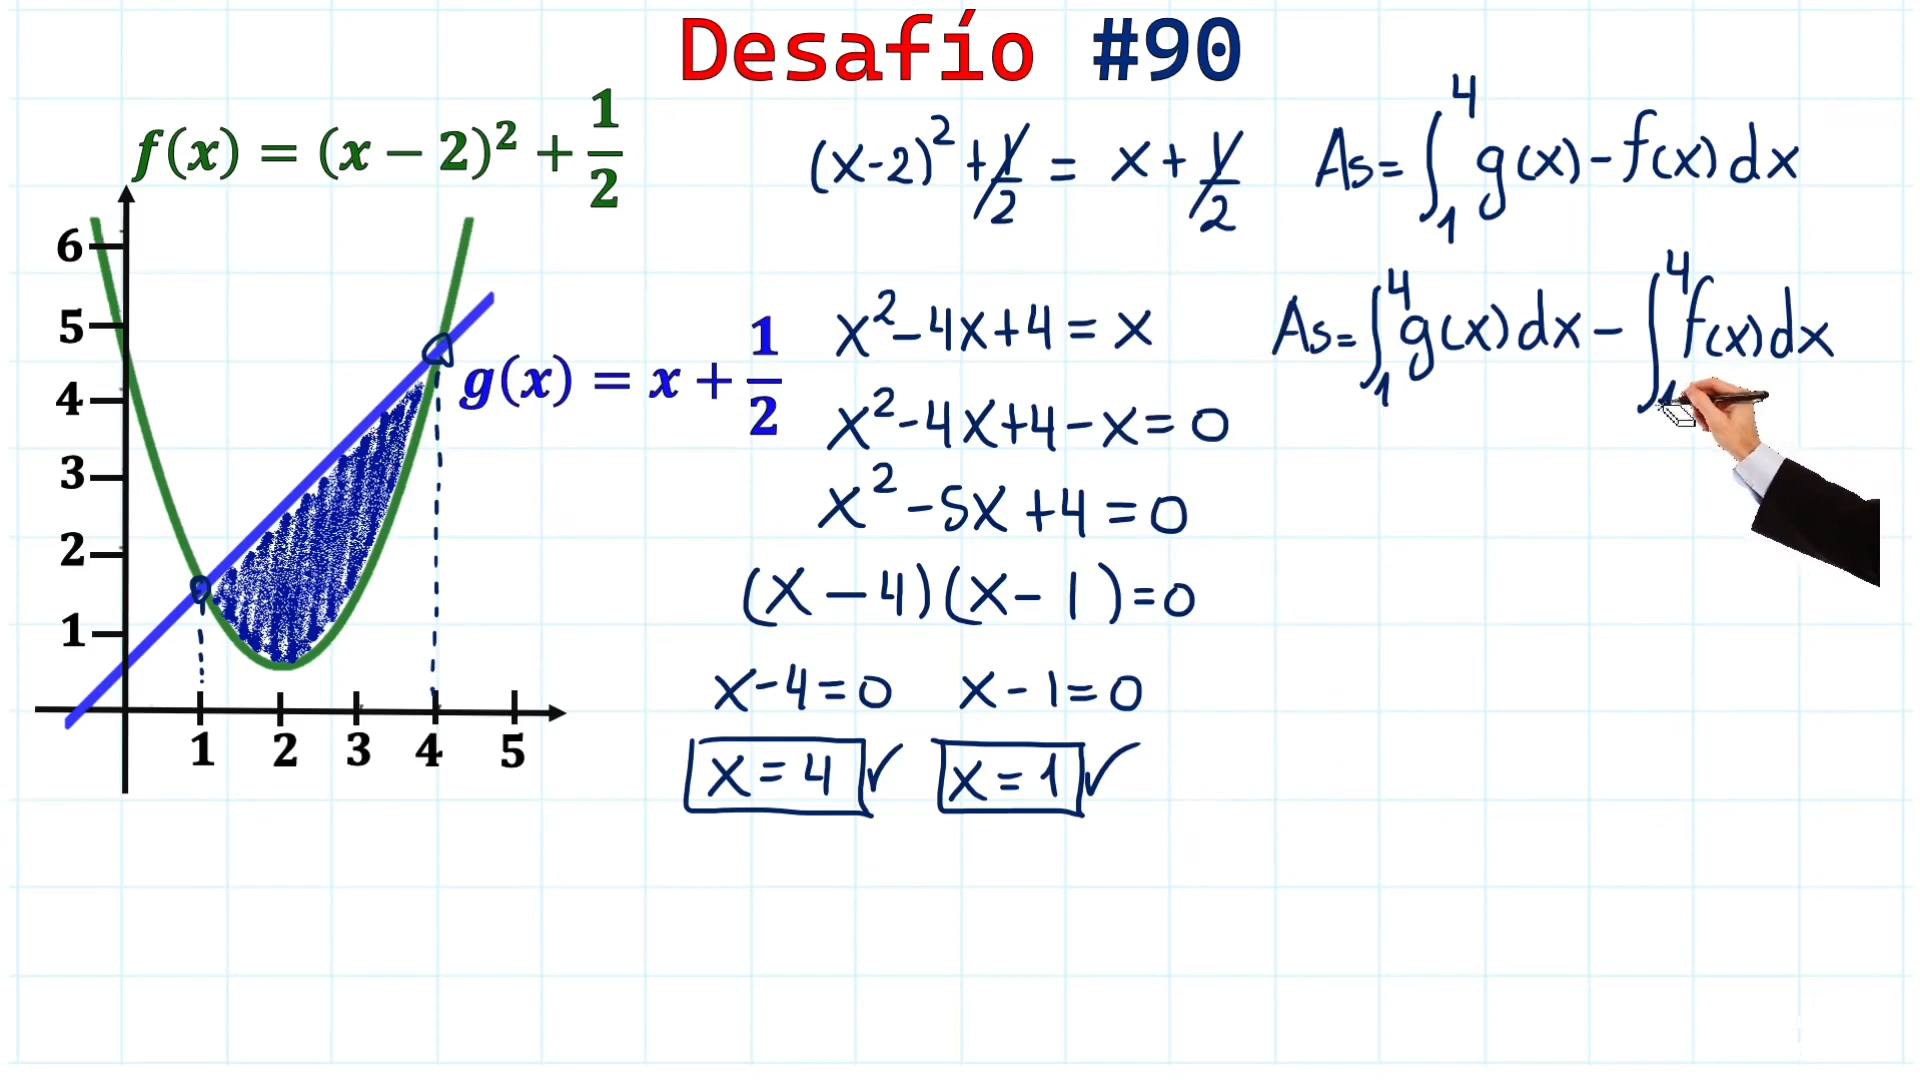 Desafío #90
f(x) = (x − 2)² + 1/2
6
5
4
3
2
1
1 2 3 4 5
g(x) = x + 1/2
(x-2)² + 1/2 = x + 1/2
x² - 4x + 4 = x
x² - 4x + 4 - x = 0
x² - 5x + 4 = 0
(x - 4)(x - 1) = 0
x - 4 = 0 x - 1 = 0
x = 4 ✓ x = 1 ✓
As = ∫₁⁴ g(x) - f(x) dx
As = ∫₁⁴ g(x) dx - ∫₁⁴ f(x) dx